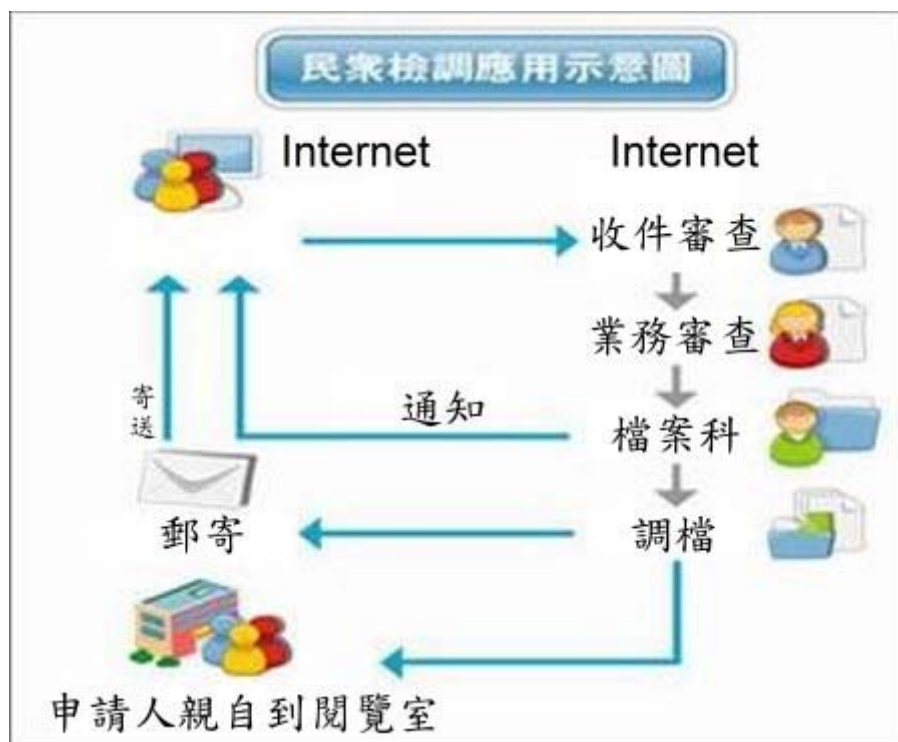 民眾檢調應用示意圖
Internet
Internet
收件審查
業務審查
通知
檔案科
寄送
郵寄
調檔
申請人親自到閱覽室